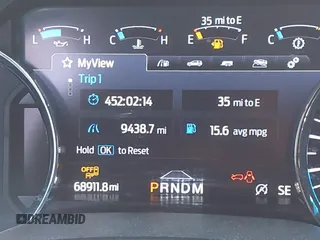 35 mi to E
L H C H E F C
MyView
Trip 1
452:02:14 35 mi to E
9438.7 mi 15.6 avg mpg
Hold OK to Reset
OFF
68911.8 mi PRNDM SE
DREAMBID